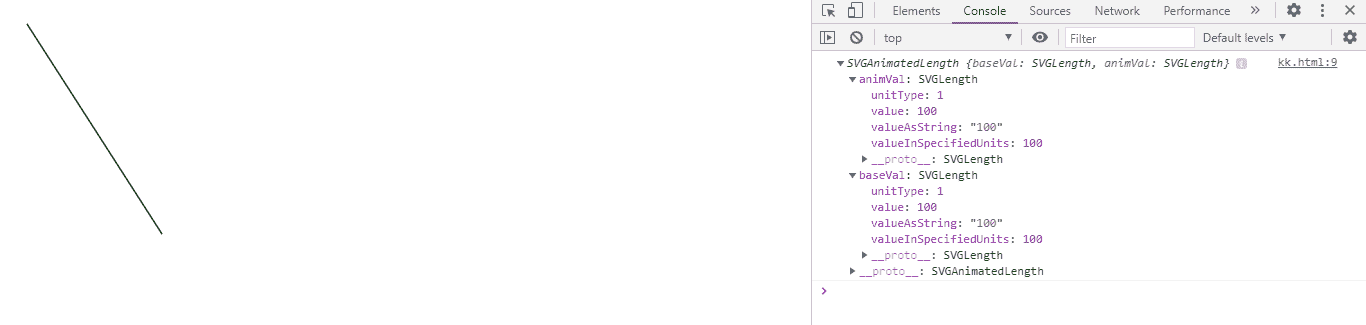 Elements Console Sources Network Performance »
top Filter Default levels
SVGAnimatedLength {baseVal: SVGLength, animVal: SVGLength} i kk.html:9
animVal: SVGLength
unitType: 1
value: 100
valueAsString: "100"
valueInSpecifiedUnits: 100
__proto__: SVGLength
baseVal: SVGLength
unitType: 1
value: 100
valueAsString: "100"
valueInSpecifiedUnits: 100
__proto__: SVGLength
__proto__: SVGAnimatedLength